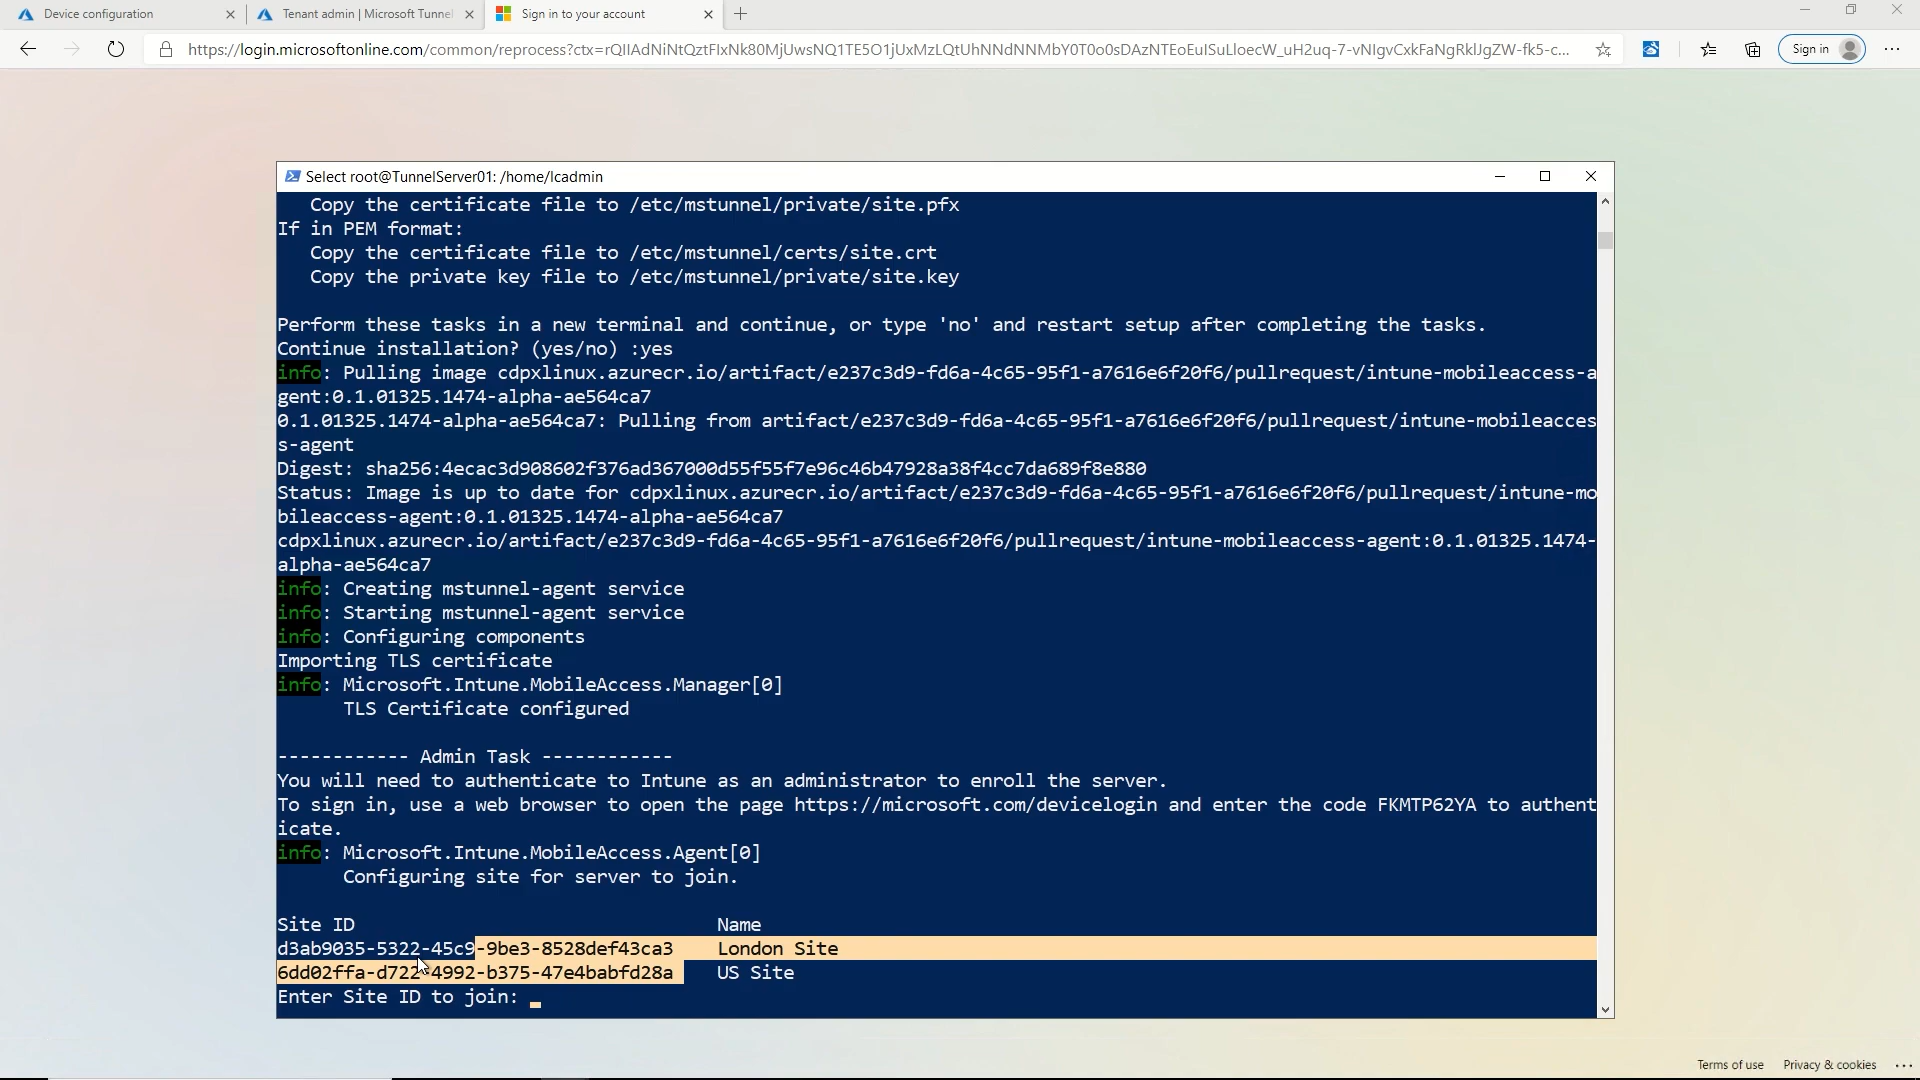 Device configuration
Tenant admin | Microsoft Tunnel
Sign in to your account
https://login.microsoftonline.com/common/reprocess?ctx=
Sign in
Select root@TunnelServer01: /home/lcadmin
Copy the certificate file to /etc/mstunnel/private/site.pfx
If in PEM format:
Copy the certificate file to /etc/mstunnel/certs/site.crt
Copy the private key file to /etc/mstunnel/private/site.key
Perform these tasks in a new terminal and continue, or type 'no' and restart setup after completing the tasks.
Continue installation? (yes/no) :yes
info: Pulling image cdpxlinux.azurecr.io/artifact/e237c3d9-fd6a-4c65-95f1-a7616e6f20f6/pullrequest/intune-mobileaccess-a
gent:0.1.01325.1474-alpha-ae564ca7
0.1.01325.1474-alpha-ae564ca7: Pulling from artifact/e237c3d9-fd6a-4c65-95f1-a7616e6f20f6/pullrequest/intune-mobileacces
s-agent
Digest: sha256:4ecac3d908602f376ad367000d55f55f7e96c46b47928a38f4cc7da689f8e880
Status: Image is up to date for cdpxlinux.azurecr.io/artifact/e237c3d9-fd6a-4c65-95f1-a7616e6f20f6/pullrequest/intune-mo
bileaccess-agent:0.1.01325.1474-alpha-ae564ca7
cdpxlinux.azurecr.io/artifact/e237c3d9-fd6a-4c65-95f1-a7616e6f20f6/pullrequest/intune-mobileaccess-agent:0.1.01325.1474-
alpha-ae564ca7
info: Creating mstunnel-agent service
info: Starting mstunnel-agent service
info: Configuring components
Importing TLS certificate
info: Microsoft.Intune.MobileAccess.Manager[0]
TLS Certificate configured
------------ Admin Task ------------
You will need to authenticate to Intune as an administrator to enroll the server.
To sign in, use a web browser to open the page https://microsoft.com/devicelogin and enter the code FKMTP62YA to authent
icate.
info: Microsoft.Intune.MobileAccess.Agent[0]
Configuring site for server to join.
Site ID Name
d3ab9035-5322-45c9-9be3-8528def43ca3 London Site
6dd02ffa-d722-4992-b375-47e4babfd28a US Site
Enter Site ID to join:
Terms of use Privacy & cookies ...